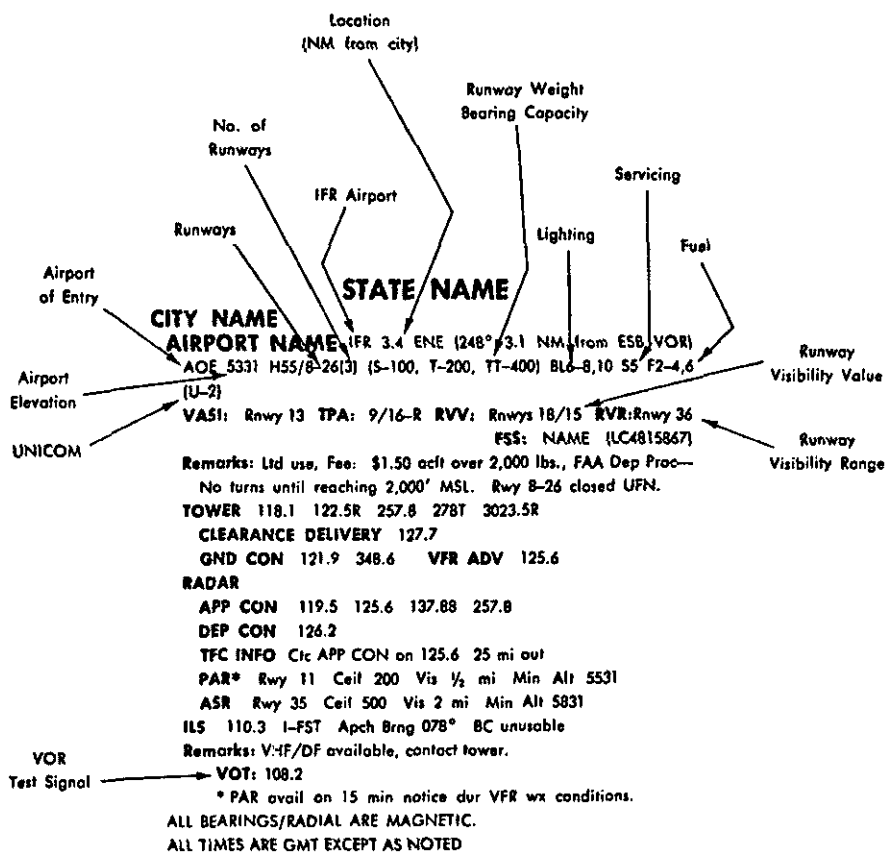 Location
(NM from city)
Runway Weight
Bearing Capacity
No. of
Runways
Servicing
IFR Airport
Runways
Lighting
Fuel
Airport
of Entry
STATE NAME
CITY NAME
AIRPORT NAME IFR 3.4 ENE (248° 3.1 NM from ESB VOR)
AOE 5331 H55/8-26(3) (S-100, T-200, TT-400) BL6-8,10 S5 F2-4,6
Runway
Visibility Value
Airport
Elevation
(U-2)
VASI: Rnwy 13 TPA: 9/16-R RVV: Rnwys 18/15 RVR:Rnwy 36
UNICOM
FSS: NAME (LC4815867)
Runway
Visibility Range
Remarks: Ltd use, Fee: $1.50 acft over 2,000 lbs., FAA Dep Proc—
No turns until reaching 2,000' MSL. Rwy 8-26 closed UFN.
TOWER 118.1 122.5R 257.8 278T 3023.5R
CLEARANCE DELIVERY 127.7
GND CON 121.9 348.6 VFR ADV 125.6
RADAR
APP CON 119.5 125.6 137.88 257.8
DEP CON 126.2
TFC INFO Ctc APP CON on 125.6 25 mi out
PAR* Rwy 11 Ceil 200 Vis ½ mi Min Alt 5531
ASR Rwy 35 Ceil 500 Vis 2 mi Min Alt 5831
ILS 110.3 I-FST Apch Brng 078° BC unusable
Remarks: VHF/DF available, contact tower.
VOR
Test Signal
VOT: 108.2
* PAR avail on 15 min notice dur VFR wx conditions.
ALL BEARINGS/RADIAL ARE MAGNETIC.
ALL TIMES ARE GMT EXCEPT AS NOTED